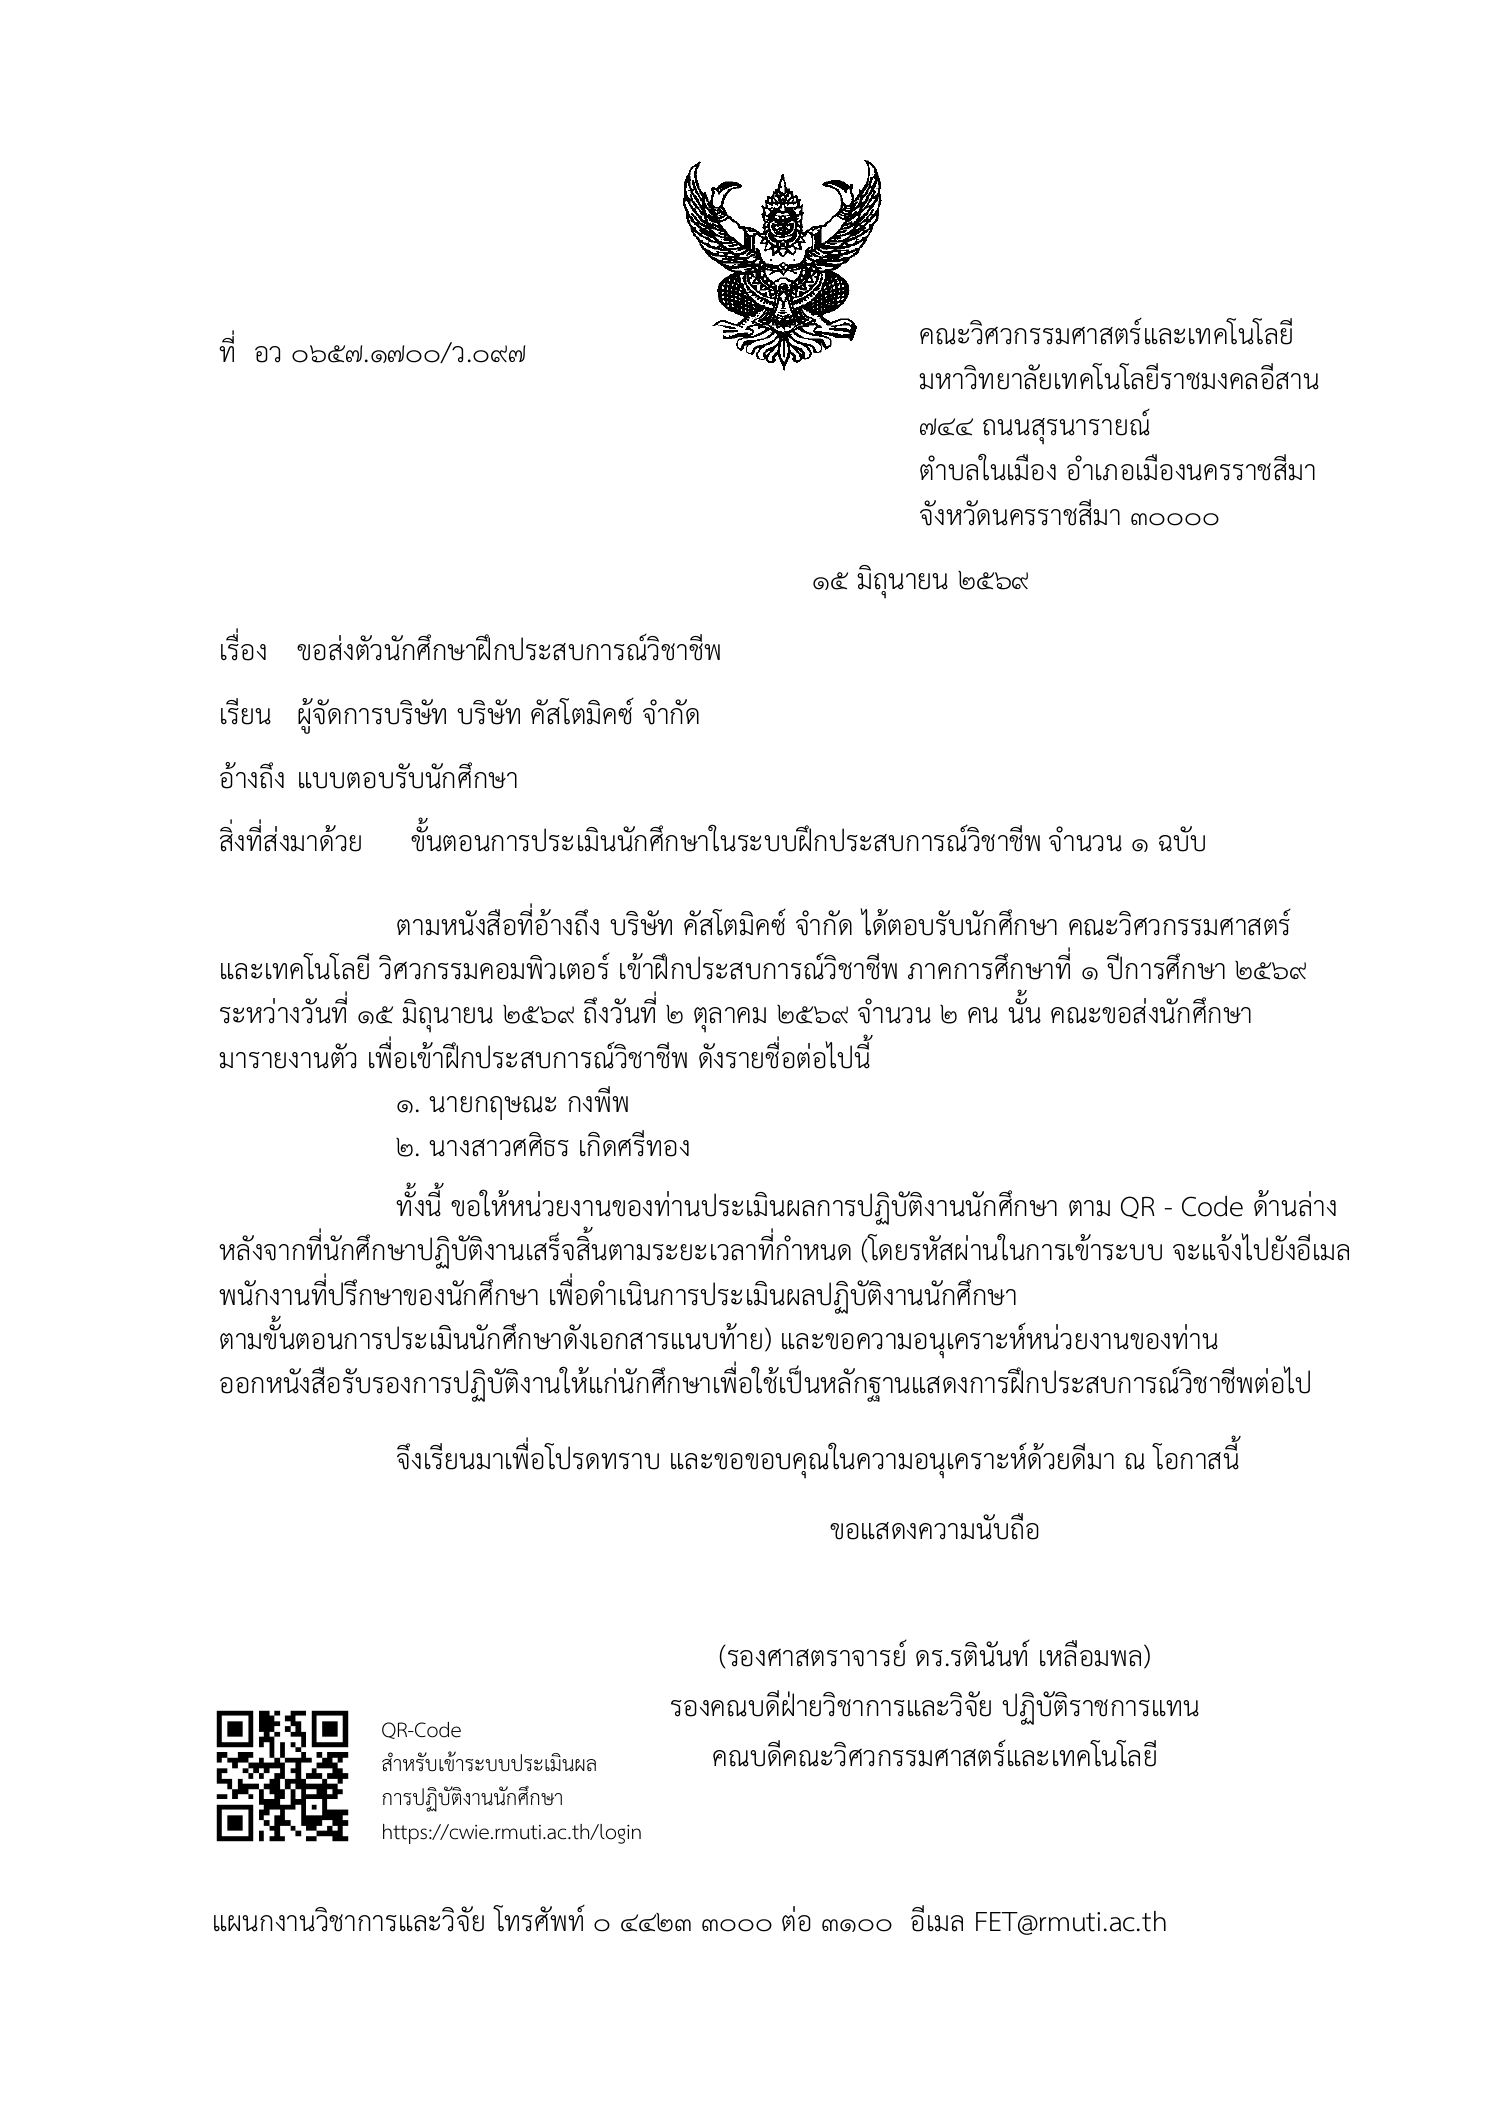 ที่ อว ๐๖๕๗.๑๗๐๐/ว.๐๙๗
คณะวิศวกรรมศาสตร์และเทคโนโลยี
มหาวิทยาลัยเทคโนโลยีราชมงคลอีสาน
๗๔๔ ถนนสุรนารายณ์
ตำบลในเมือง อำเภอเมืองนครราชสีมา
จังหวัดนครราชสีมา ๓๐๐๐๐
๑๕ มิถุนายน ๒๕๖๙
เรื่อง ขอส่งตัวนักศึกษาฝึกประสบการณ์วิชาชีพ
เรียน ผู้จัดการบริษัท บริษัท คัสโตมิคซ์ จำกัด
อ้างถึง แบบตอบรับนักศึกษา
สิ่งที่ส่งมาด้วย ขั้นตอนการประเมินนักศึกษาในระบบฝึกประสบการณ์วิชาชีพ จำนวน ๑ ฉบับ
ตามหนังสือที่อ้างถึง บริษัท คัสโตมิคซ์ จำกัด ได้ตอบรับนักศึกษา คณะวิศวกรรมศาสตร์
และเทคโนโลยี วิศวกรรมคอมพิวเตอร์ เข้าฝึกประสบการณ์วิชาชีพ ภาคการศึกษาที่ ๑ ปีการศึกษา ๒๕๖๙
ระหว่างวันที่ ๑๕ มิถุนายน ๒๕๖๙ ถึงวันที่ ๒ ตุลาคม ๒๕๖๙ จำนวน ๒ คน นั้น คณะขอส่งนักศึกษา
มารายงานตัว เพื่อเข้าฝึกประสบการณ์วิชาชีพ ดังรายชื่อต่อไปนี้
๑. นายกฤษณะ กงพีพ
๒. นางสาวศศิธร เกิดศรีทอง
ทั้งนี้ ขอให้หน่วยงานของท่านประเมินผลการปฏิบัติงานนักศึกษา ตาม QR - Code ด้านล่าง
หลังจากที่นักศึกษาปฏิบัติงานเสร็จสิ้นตามระยะเวลาที่กำหนด (โดยรหัสผ่านในการเข้าระบบ จะแจ้งไปยังอีเมล
พนักงานที่ปรึกษาของนักศึกษา เพื่อดำเนินการประเมินผลปฏิบัติงานนักศึกษา
ตามขั้นตอนการประเมินนักศึกษาดังเอกสารแนบท้าย) และขอความอนุเคราะห์หน่วยงานของท่าน
ออกหนังสือรับรองการปฏิบัติงานให้แก่นักศึกษาเพื่อใช้เป็นหลักฐานแสดงการฝึกประสบการณ์วิชาชีพต่อไป
จึงเรียนมาเพื่อโปรดทราบ และขอขอบคุณในความอนุเคราะห์ด้วยดีมา ณ โอกาสนี้
ขอแสดงความนับถือ
(รองศาสตราจารย์ ดร.รตินันท์ เหลือมพล)
รองคณบดีฝ่ายวิชาการและวิจัย ปฏิบัติราชการแทน
คณบดีคณะวิศวกรรมศาสตร์และเทคโนโลยี
QR-Code
สำหรับเข้าระบบประเมินผล
การปฏิบัติงานนักศึกษา
https://cwie.rmuti.ac.th/login
แผนกงานวิชาการและวิจัย โทรศัพท์ ๐ ๔๔๒๓ ๓๐๐๐ ต่อ ๓๑๐๐ อีเมล FET@rmuti.ac.th